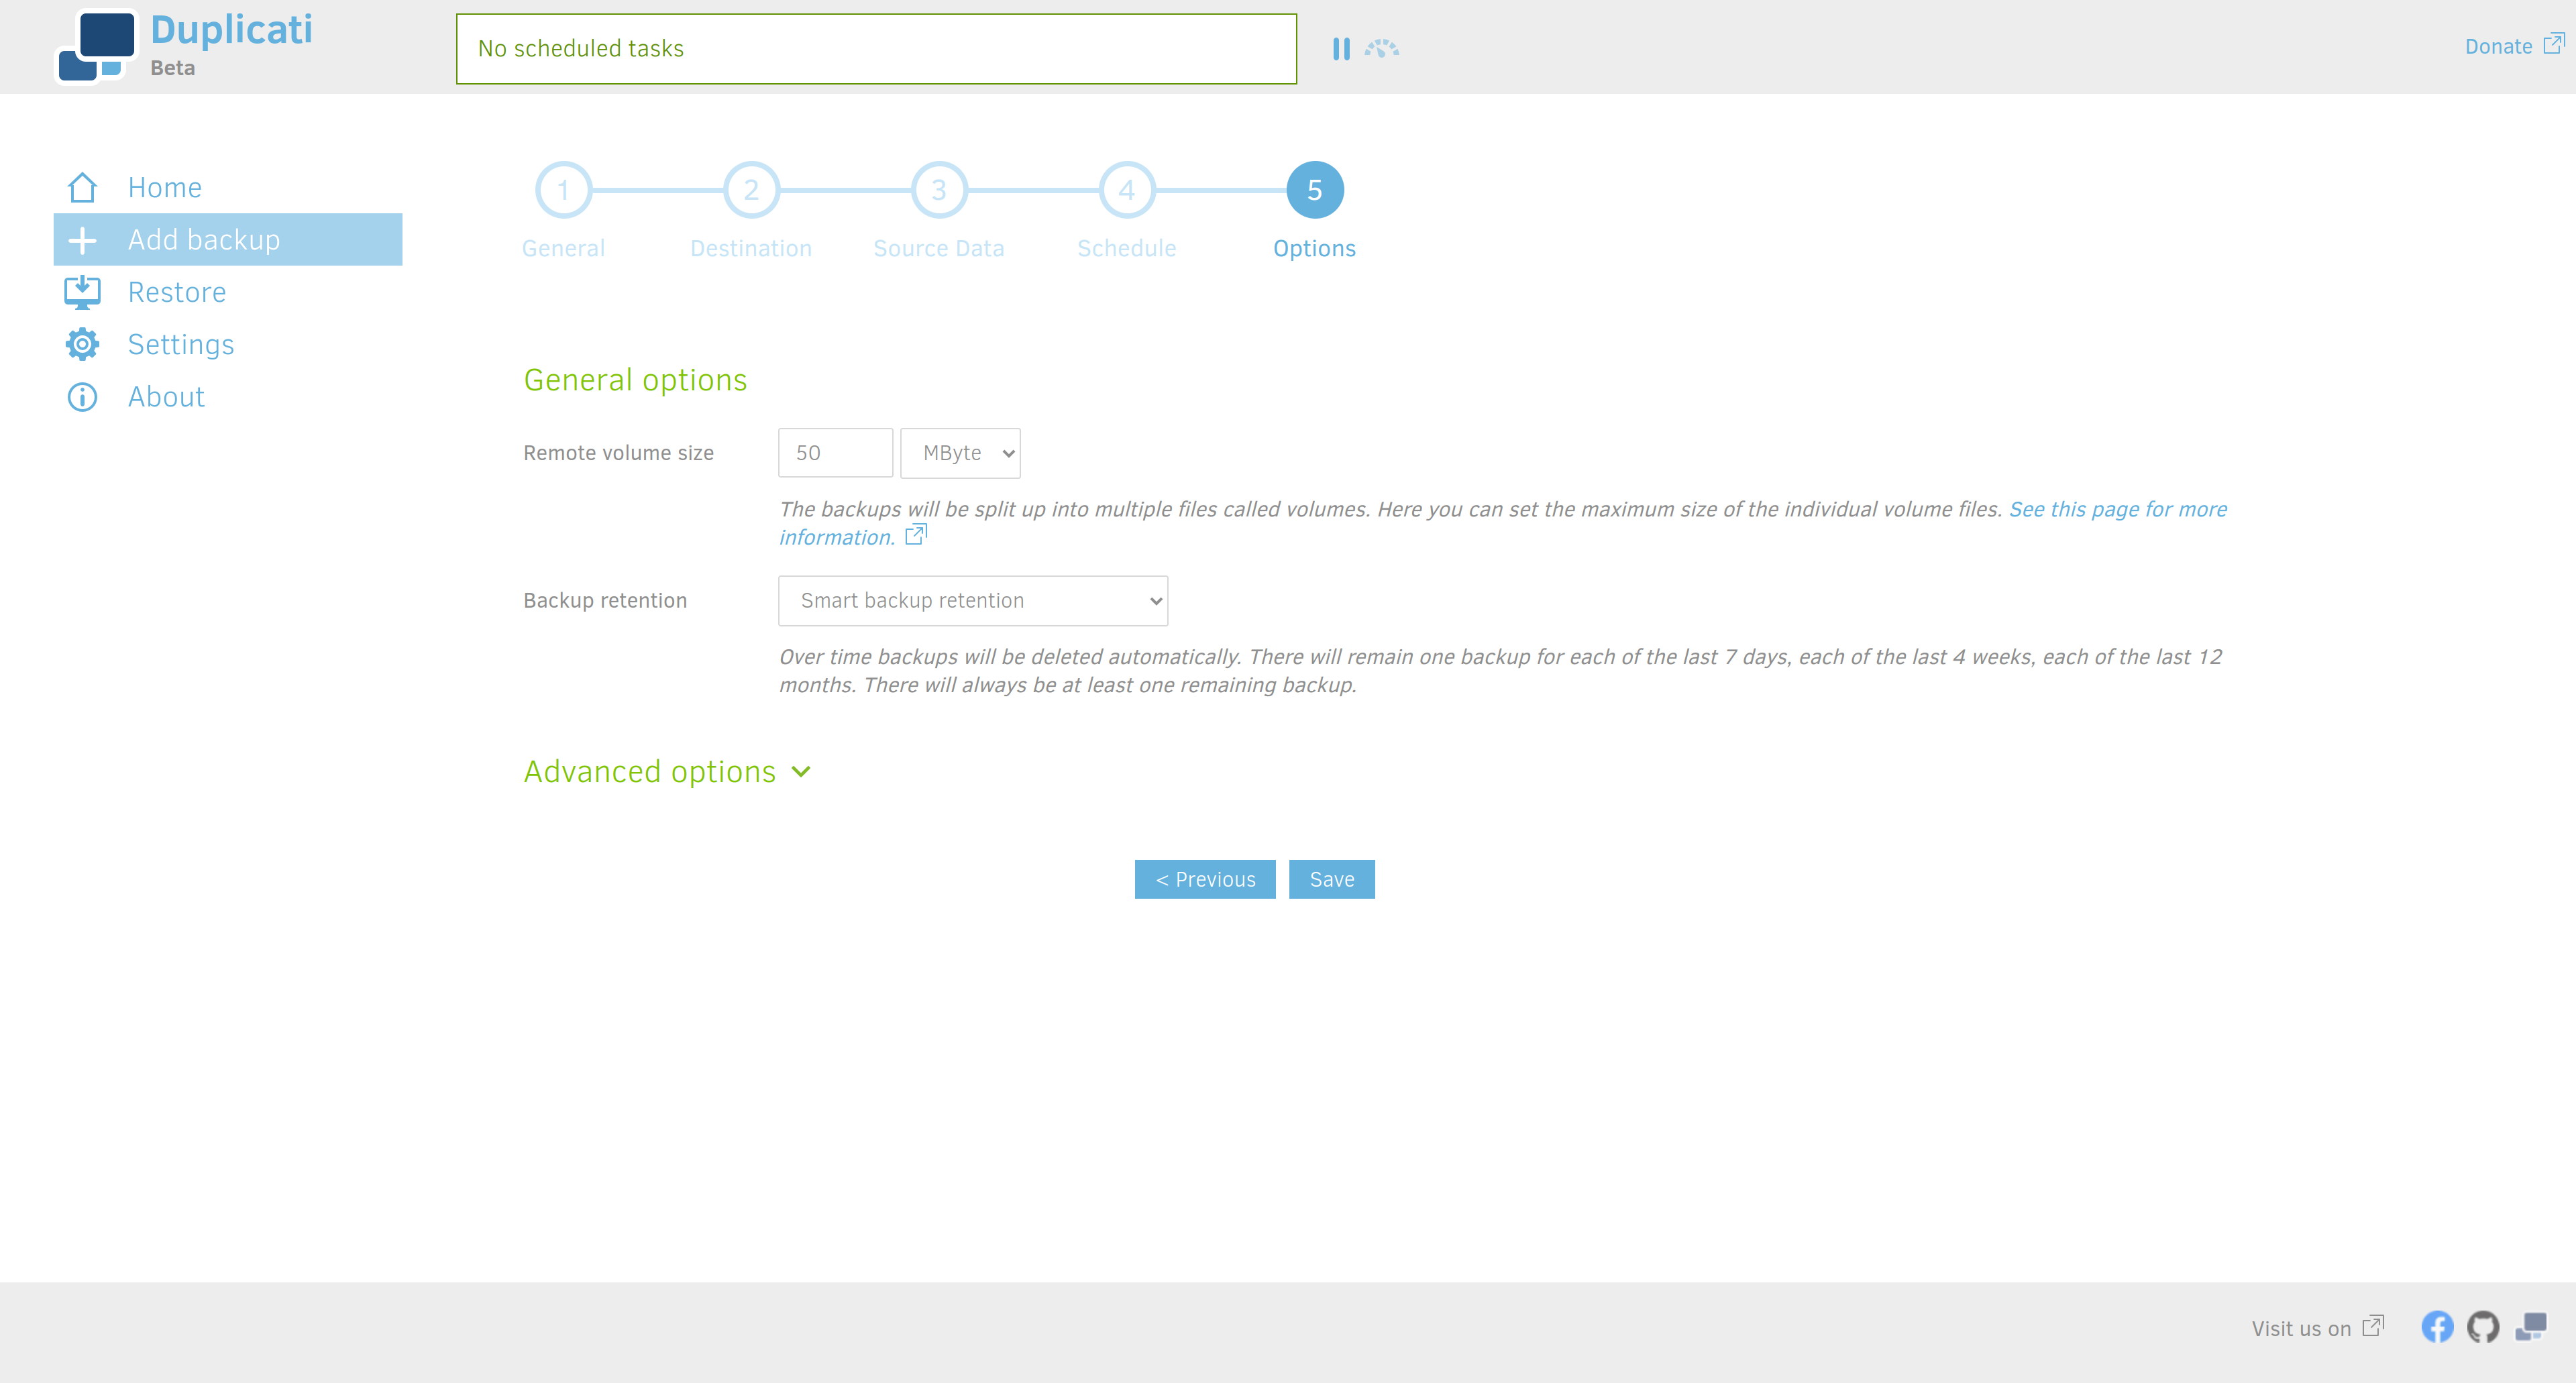 Duplicati
Beta
No scheduled tasks
Donate
Home
Add backup
Restore
Settings
About
1
2
3
4
5
General
Destination
Source Data
Schedule
Options
General options
Remote volume size
50
MByte
The backups will be split up into multiple files called volumes. Here you can set the maximum size of the individual volume files. See this page for more
information.
Backup retention
Smart backup retention
Over time backups will be deleted automatically. There will remain one backup for each of the last 7 days, each of the last 4 weeks, each of the last 12
months. There will always be at least one remaining backup.
Advanced options
< Previous
Save
Visit us on